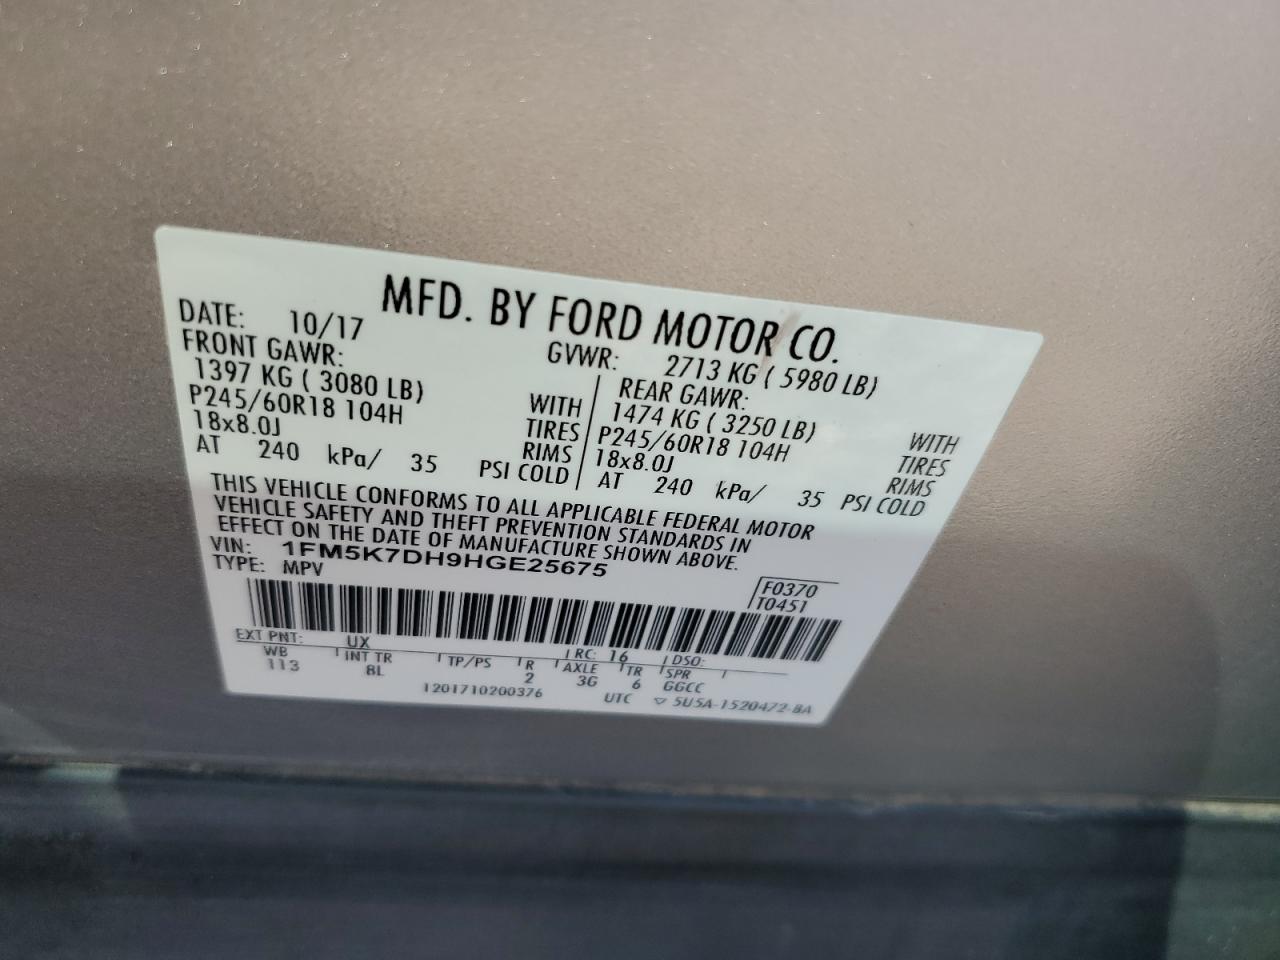 MFD. BY FORD MOTOR CO.
DATE: 10/17 GVWR: 2713 KG ( 5980 LB)
FRONT GAWR: REAR GAWR:
1397 KG ( 3080 LB) WITH 1474 KG ( 3250 LB) WITH
P245/60R18 104H TIRES P245/60R18 104H TIRES
18x8.0J RIMS 18x8.0J RIMS
AT 240 kPa/ 35 PSI COLD AT 240 kPa/ 35 PSI COLD
THIS VEHICLE CONFORMS TO ALL APPLICABLE FEDERAL MOTOR
VEHICLE SAFETY AND THEFT PREVENTION STANDARDS IN
EFFECT ON THE DATE OF MANUFACTURE SHOWN ABOVE.
VIN: 1FM5K7DH9HGE25675
TYPE: MPV
F0370
T0451
EXT PNT: UX RC: 16 DSO:
WB INT TR TP/PS R AXLE TR SPR
113 8L 2 3G 6 GGCC
1201710200376 UTC ▽ 5U5A-1520472-BA